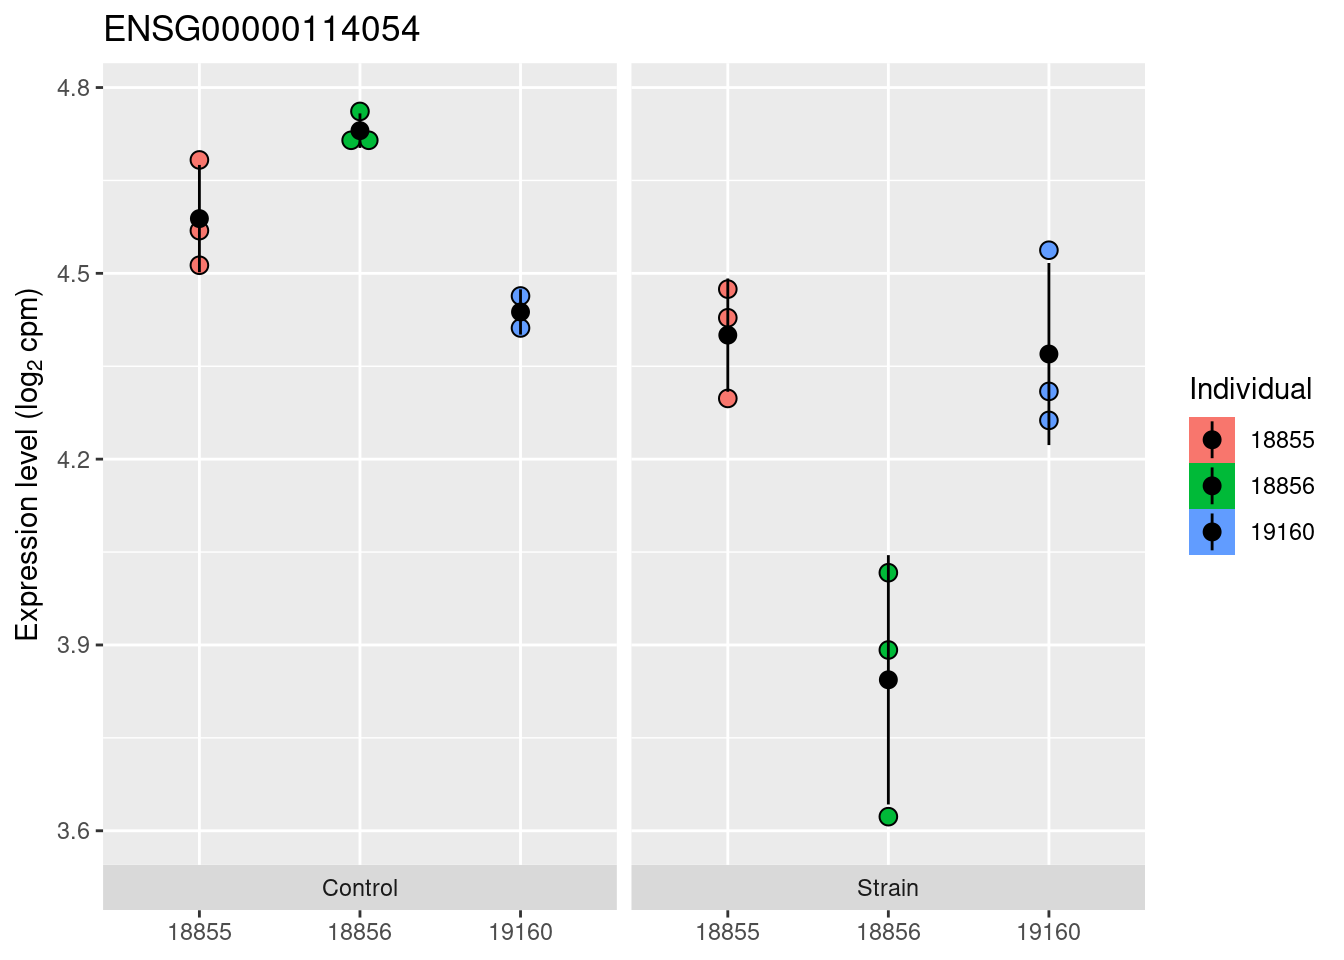 ENSG00000114054
Expression level (log₂ cpm)
4.8
4.5
4.2
3.9
3.6
Control
Strain
18855
18856
19160
18855
18856
19160
Individual
18855
18856
19160